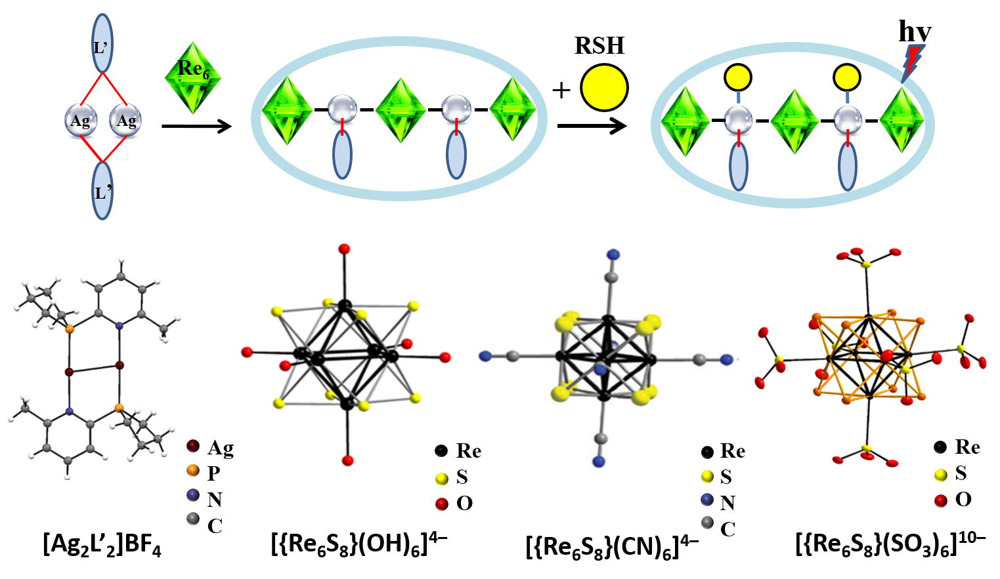 L’
Ag
Ag
L’
Re₆
+
RSH
hν
Ag
P
N
C
Re
S
O
Re
S
N
C
Re
S
O
[Ag₂L’₂]BF₄
[{Re₆S₈}(OH)₆]⁴⁻
[{Re₆S₈}(CN)₆]⁴⁻
[{Re₆S₈}(SO₃)₆]¹⁰⁻